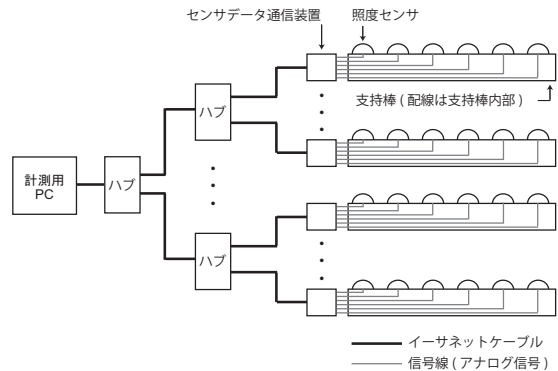 センサデータ通信装置
照度センサ
支持棒 ( 配線は支持棒内部 )
ハブ
計測用
PC
ハブ
ハブ
イーサネットケーブル
信号線 ( アナログ信号 )